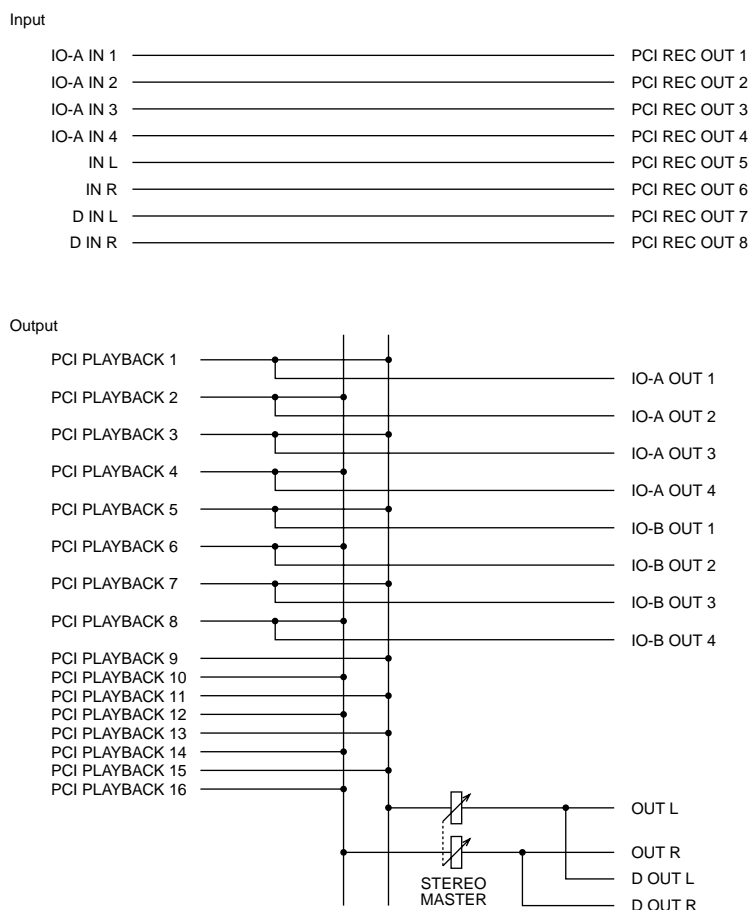 Input
IO-A IN 1 PCI REC OUT 1
IO-A IN 2 PCI REC OUT 2
IO-A IN 3 PCI REC OUT 3
IO-A IN 4 PCI REC OUT 4
IN L PCI REC OUT 5
IN R PCI REC OUT 6
D IN L PCI REC OUT 7
D IN R PCI REC OUT 8
Output
PCI PLAYBACK 1
IO-A OUT 1
PCI PLAYBACK 2
IO-A OUT 2
PCI PLAYBACK 3
IO-A OUT 3
PCI PLAYBACK 4
IO-A OUT 4
PCI PLAYBACK 5
IO-B OUT 1
PCI PLAYBACK 6
IO-B OUT 2
PCI PLAYBACK 7
IO-B OUT 3
PCI PLAYBACK 8
IO-B OUT 4
PCI PLAYBACK 9
PCI PLAYBACK 10
PCI PLAYBACK 11
PCI PLAYBACK 12
PCI PLAYBACK 13
PCI PLAYBACK 14
PCI PLAYBACK 15
PCI PLAYBACK 16
OUT L
OUT R
STEREO
MASTER
D OUT L
D OUT R